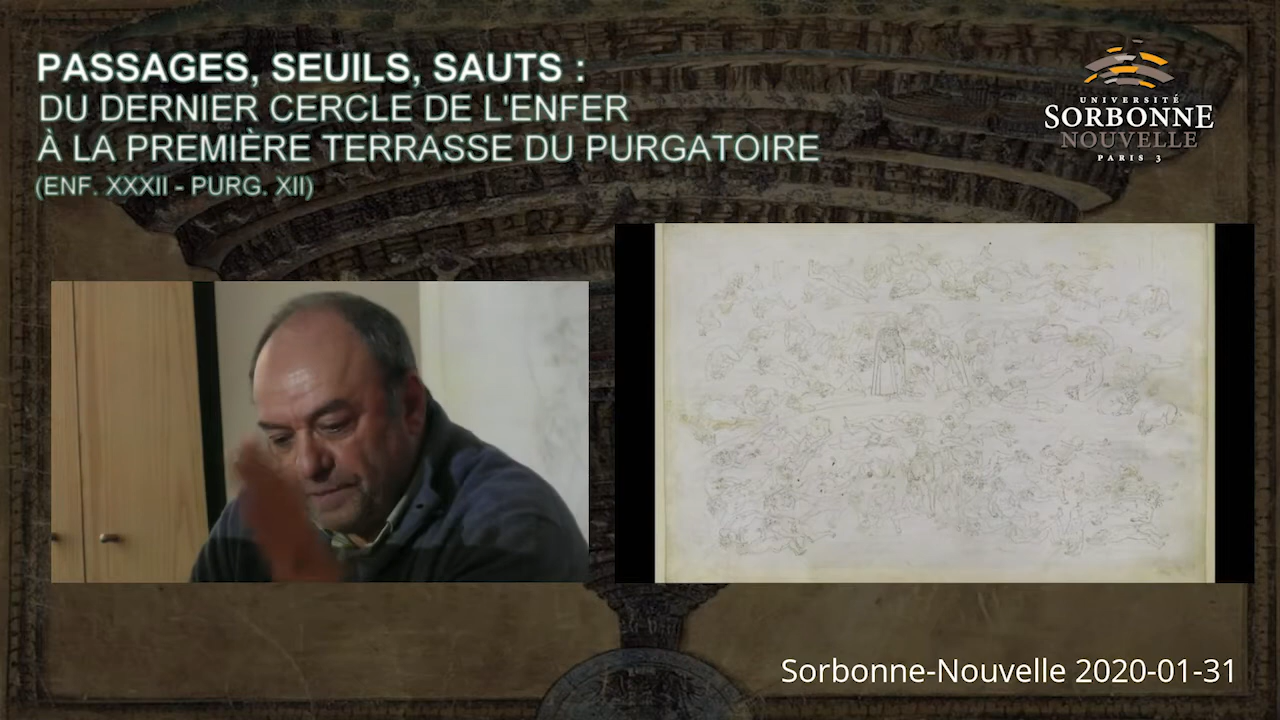 PASSAGES, SEUILS, SAUTS :
DU DERNIER CERCLE DE L'ENFER
À LA PREMIÈRE TERRASSE DU PURGATOIRE
(ENF. XXXII - PURG. XII)
UNIVERSITÉ
SORBONNE
NOUVELLE
PARIS 3
Sorbonne-Nouvelle 2020-01-31